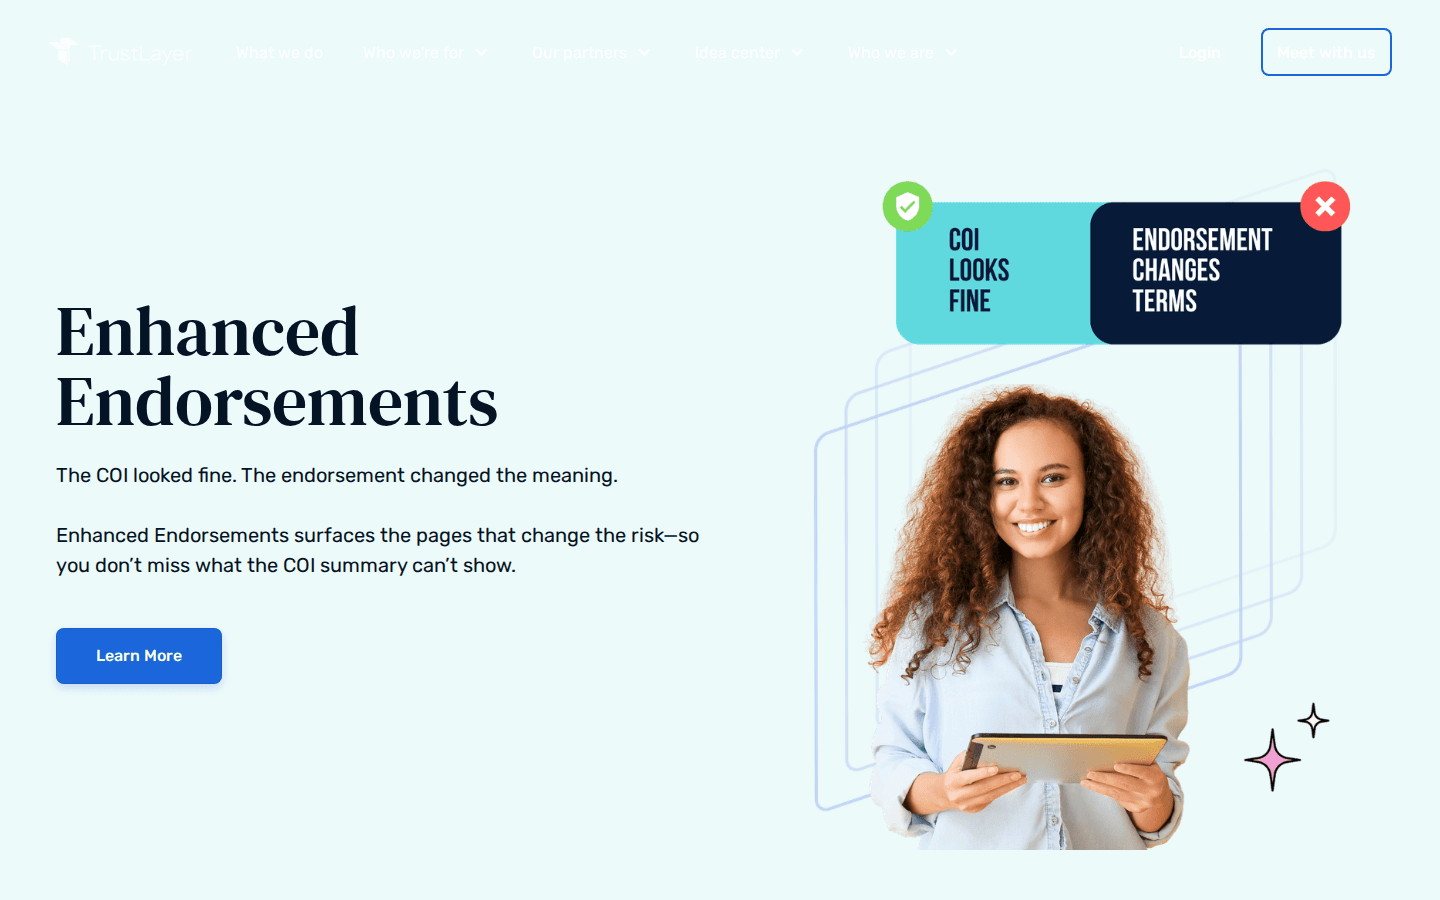 TrustLayer
What we do
Who we're for
Our partners
Idea center
Who we are
Login
Meet with us
COI
LOOKS
FINE
ENDORSEMENT
CHANGES
TERMS
Enhanced
Endorsements
The COI looked fine. The endorsement changed the meaning.
Enhanced Endorsements surfaces the pages that change the risk—so
you don’t miss what the COI summary can’t show.
Learn More